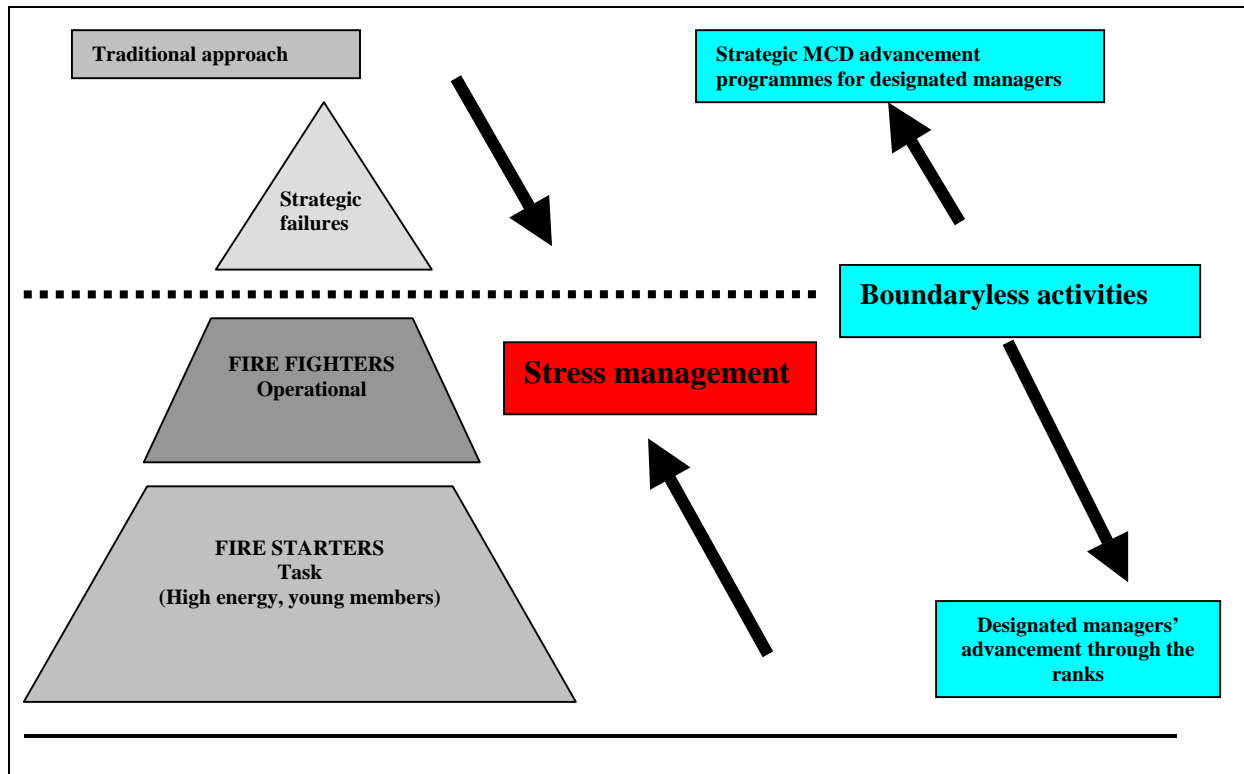 Traditional approach
Strategic MCD advancement
programmes for designated managers
Strategic
failures
Boundaryless activities
FIRE FIGHTERS
Operational
Stress management
FIRE STARTERS
Task
(High energy, young members)
Designated managers’
advancement through the
ranks